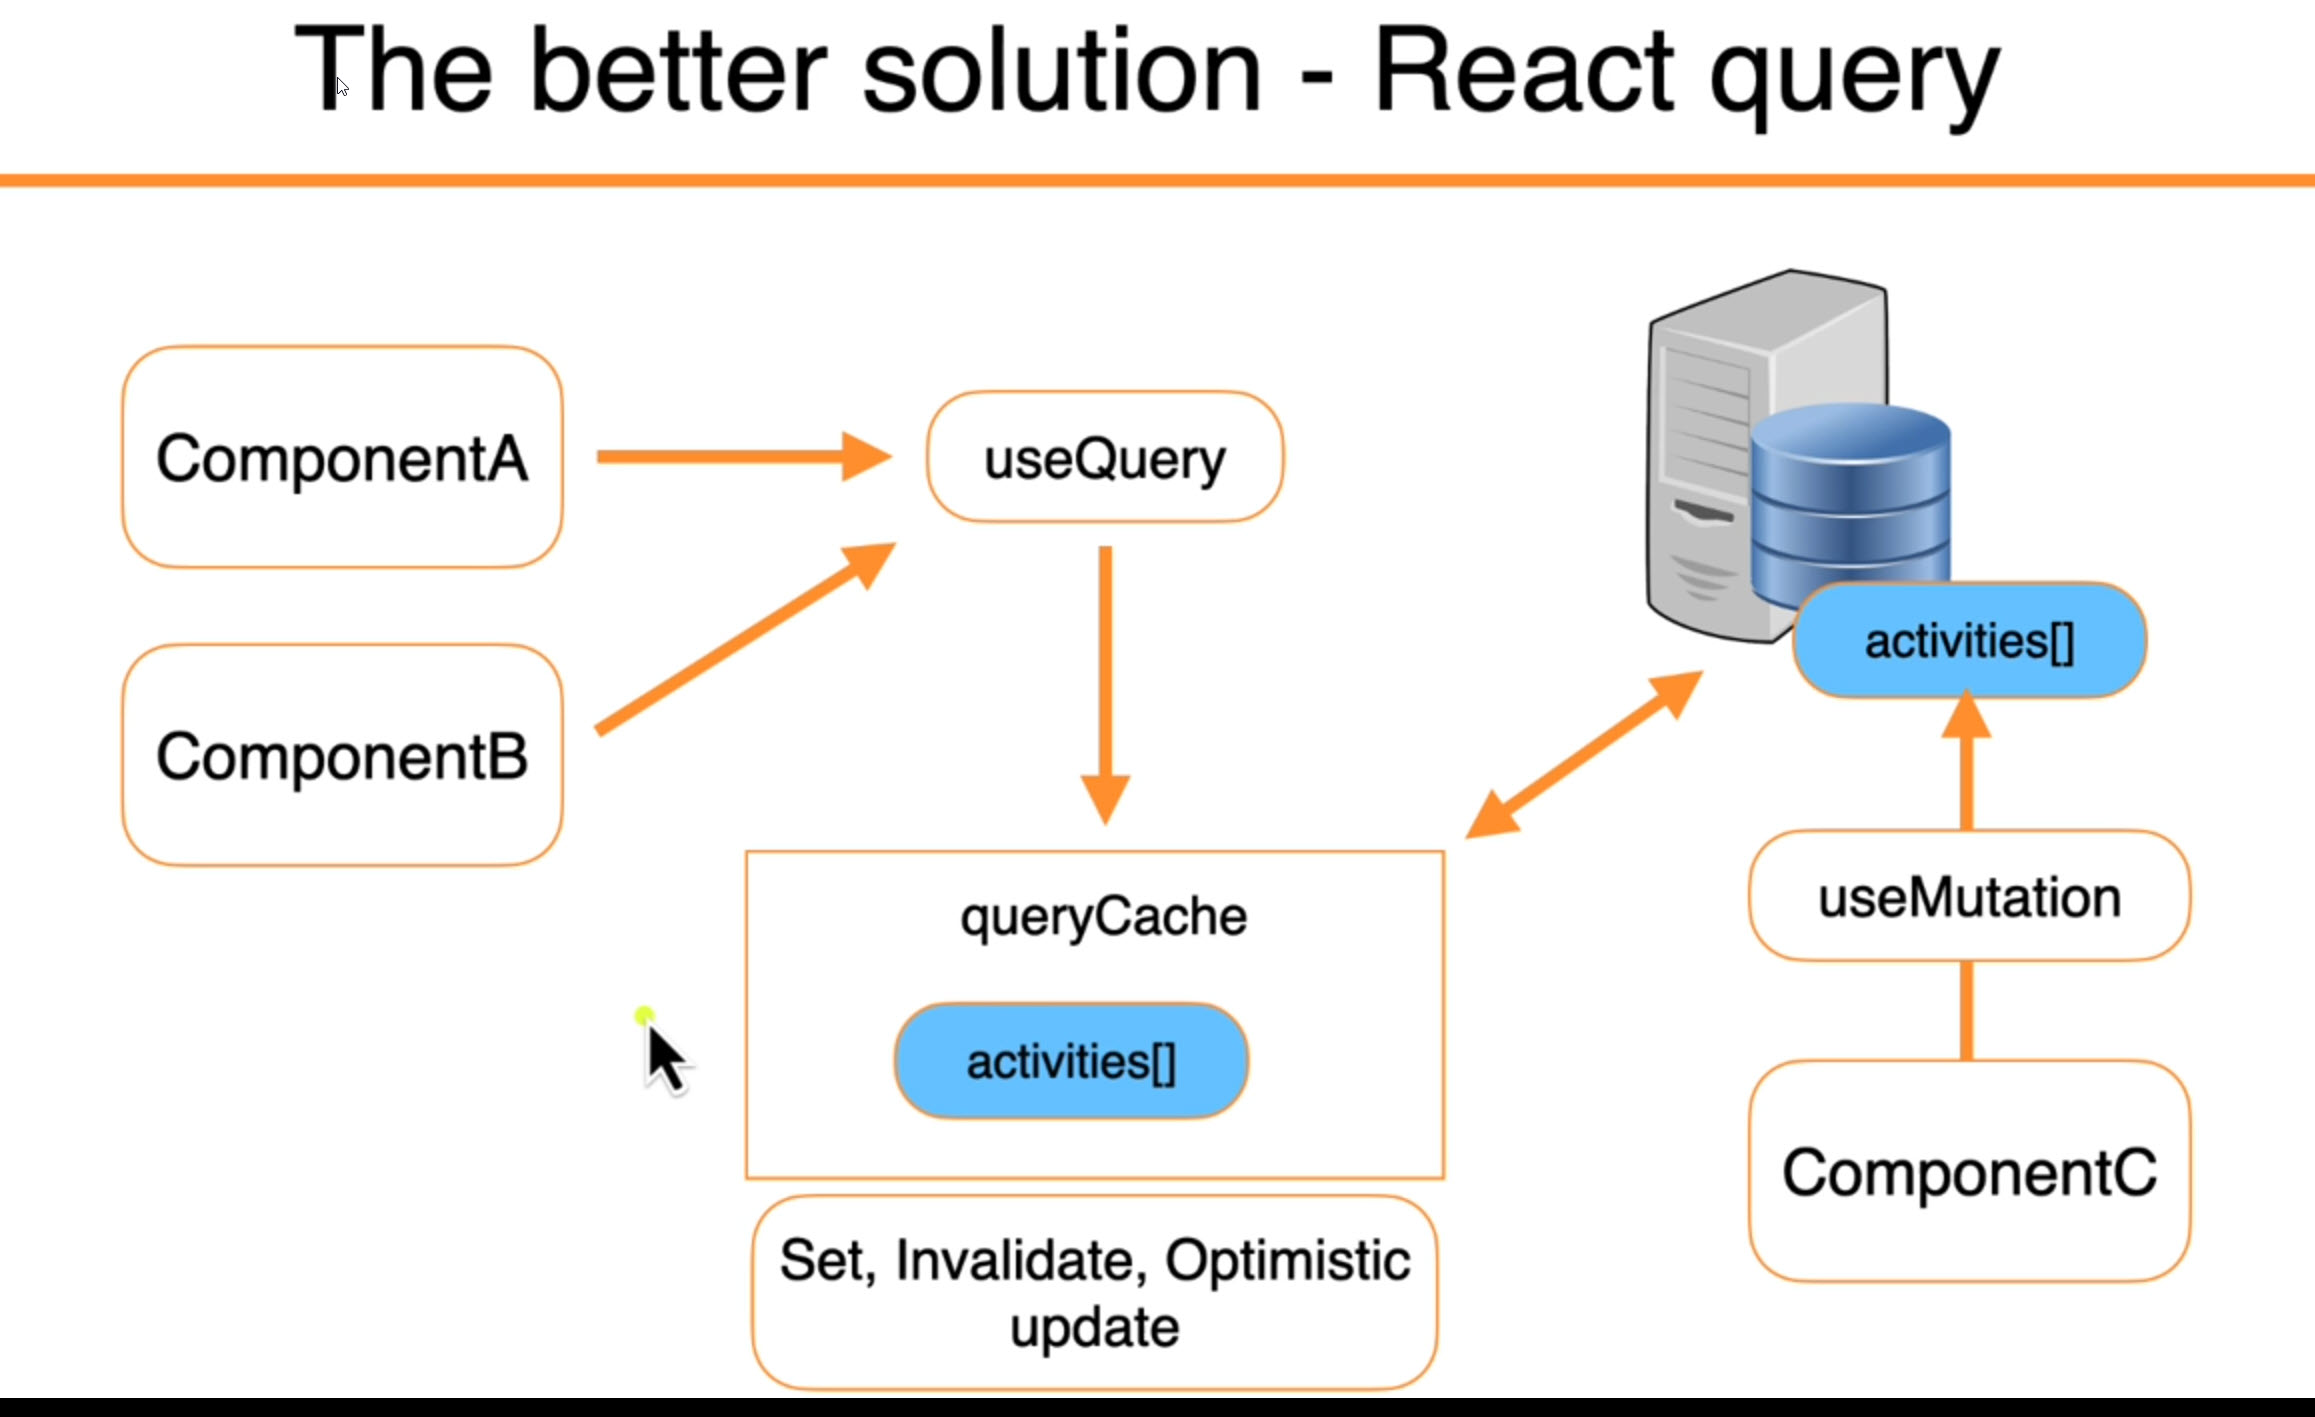 The better solution - React query
ComponentA
useQuery
activities[]
ComponentB
queryCache
useMutation
activities[]
ComponentC
Set, Invalidate, Optimistic
update